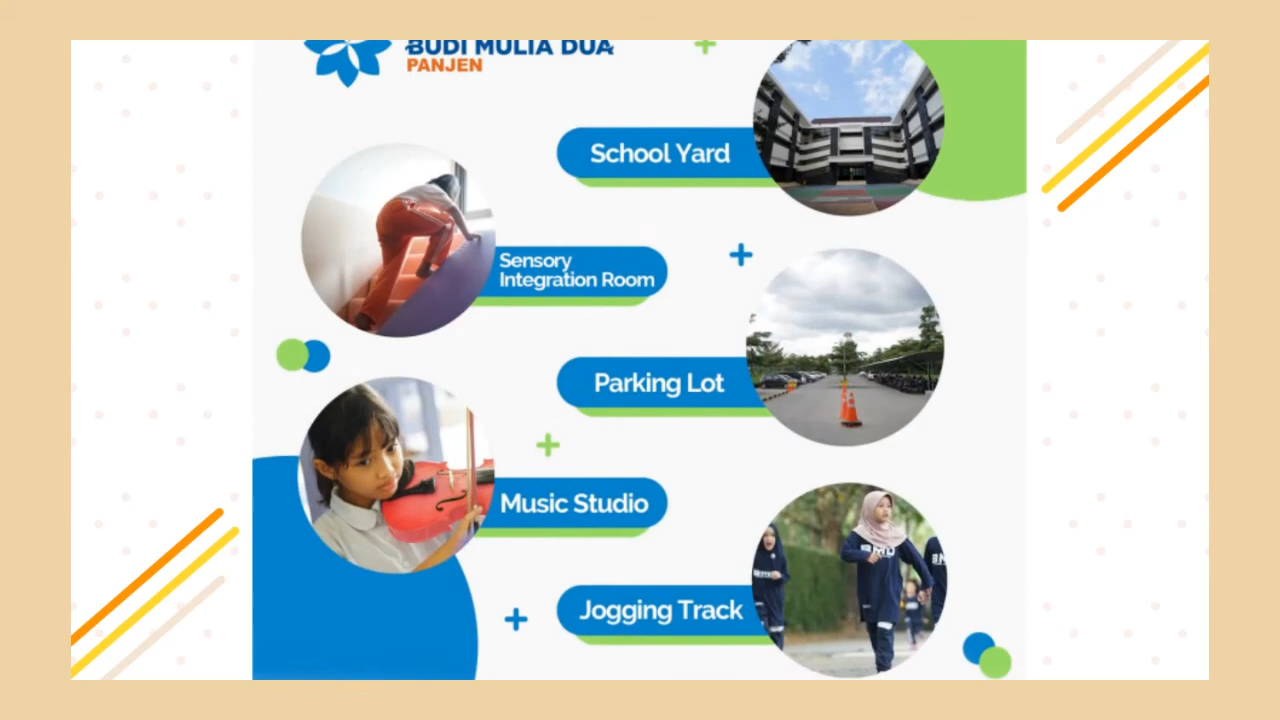 BUDI MULIA DUA
PANJEN
School Yard
Sensory
Integration Room
Parking Lot
Music Studio
Jogging Track